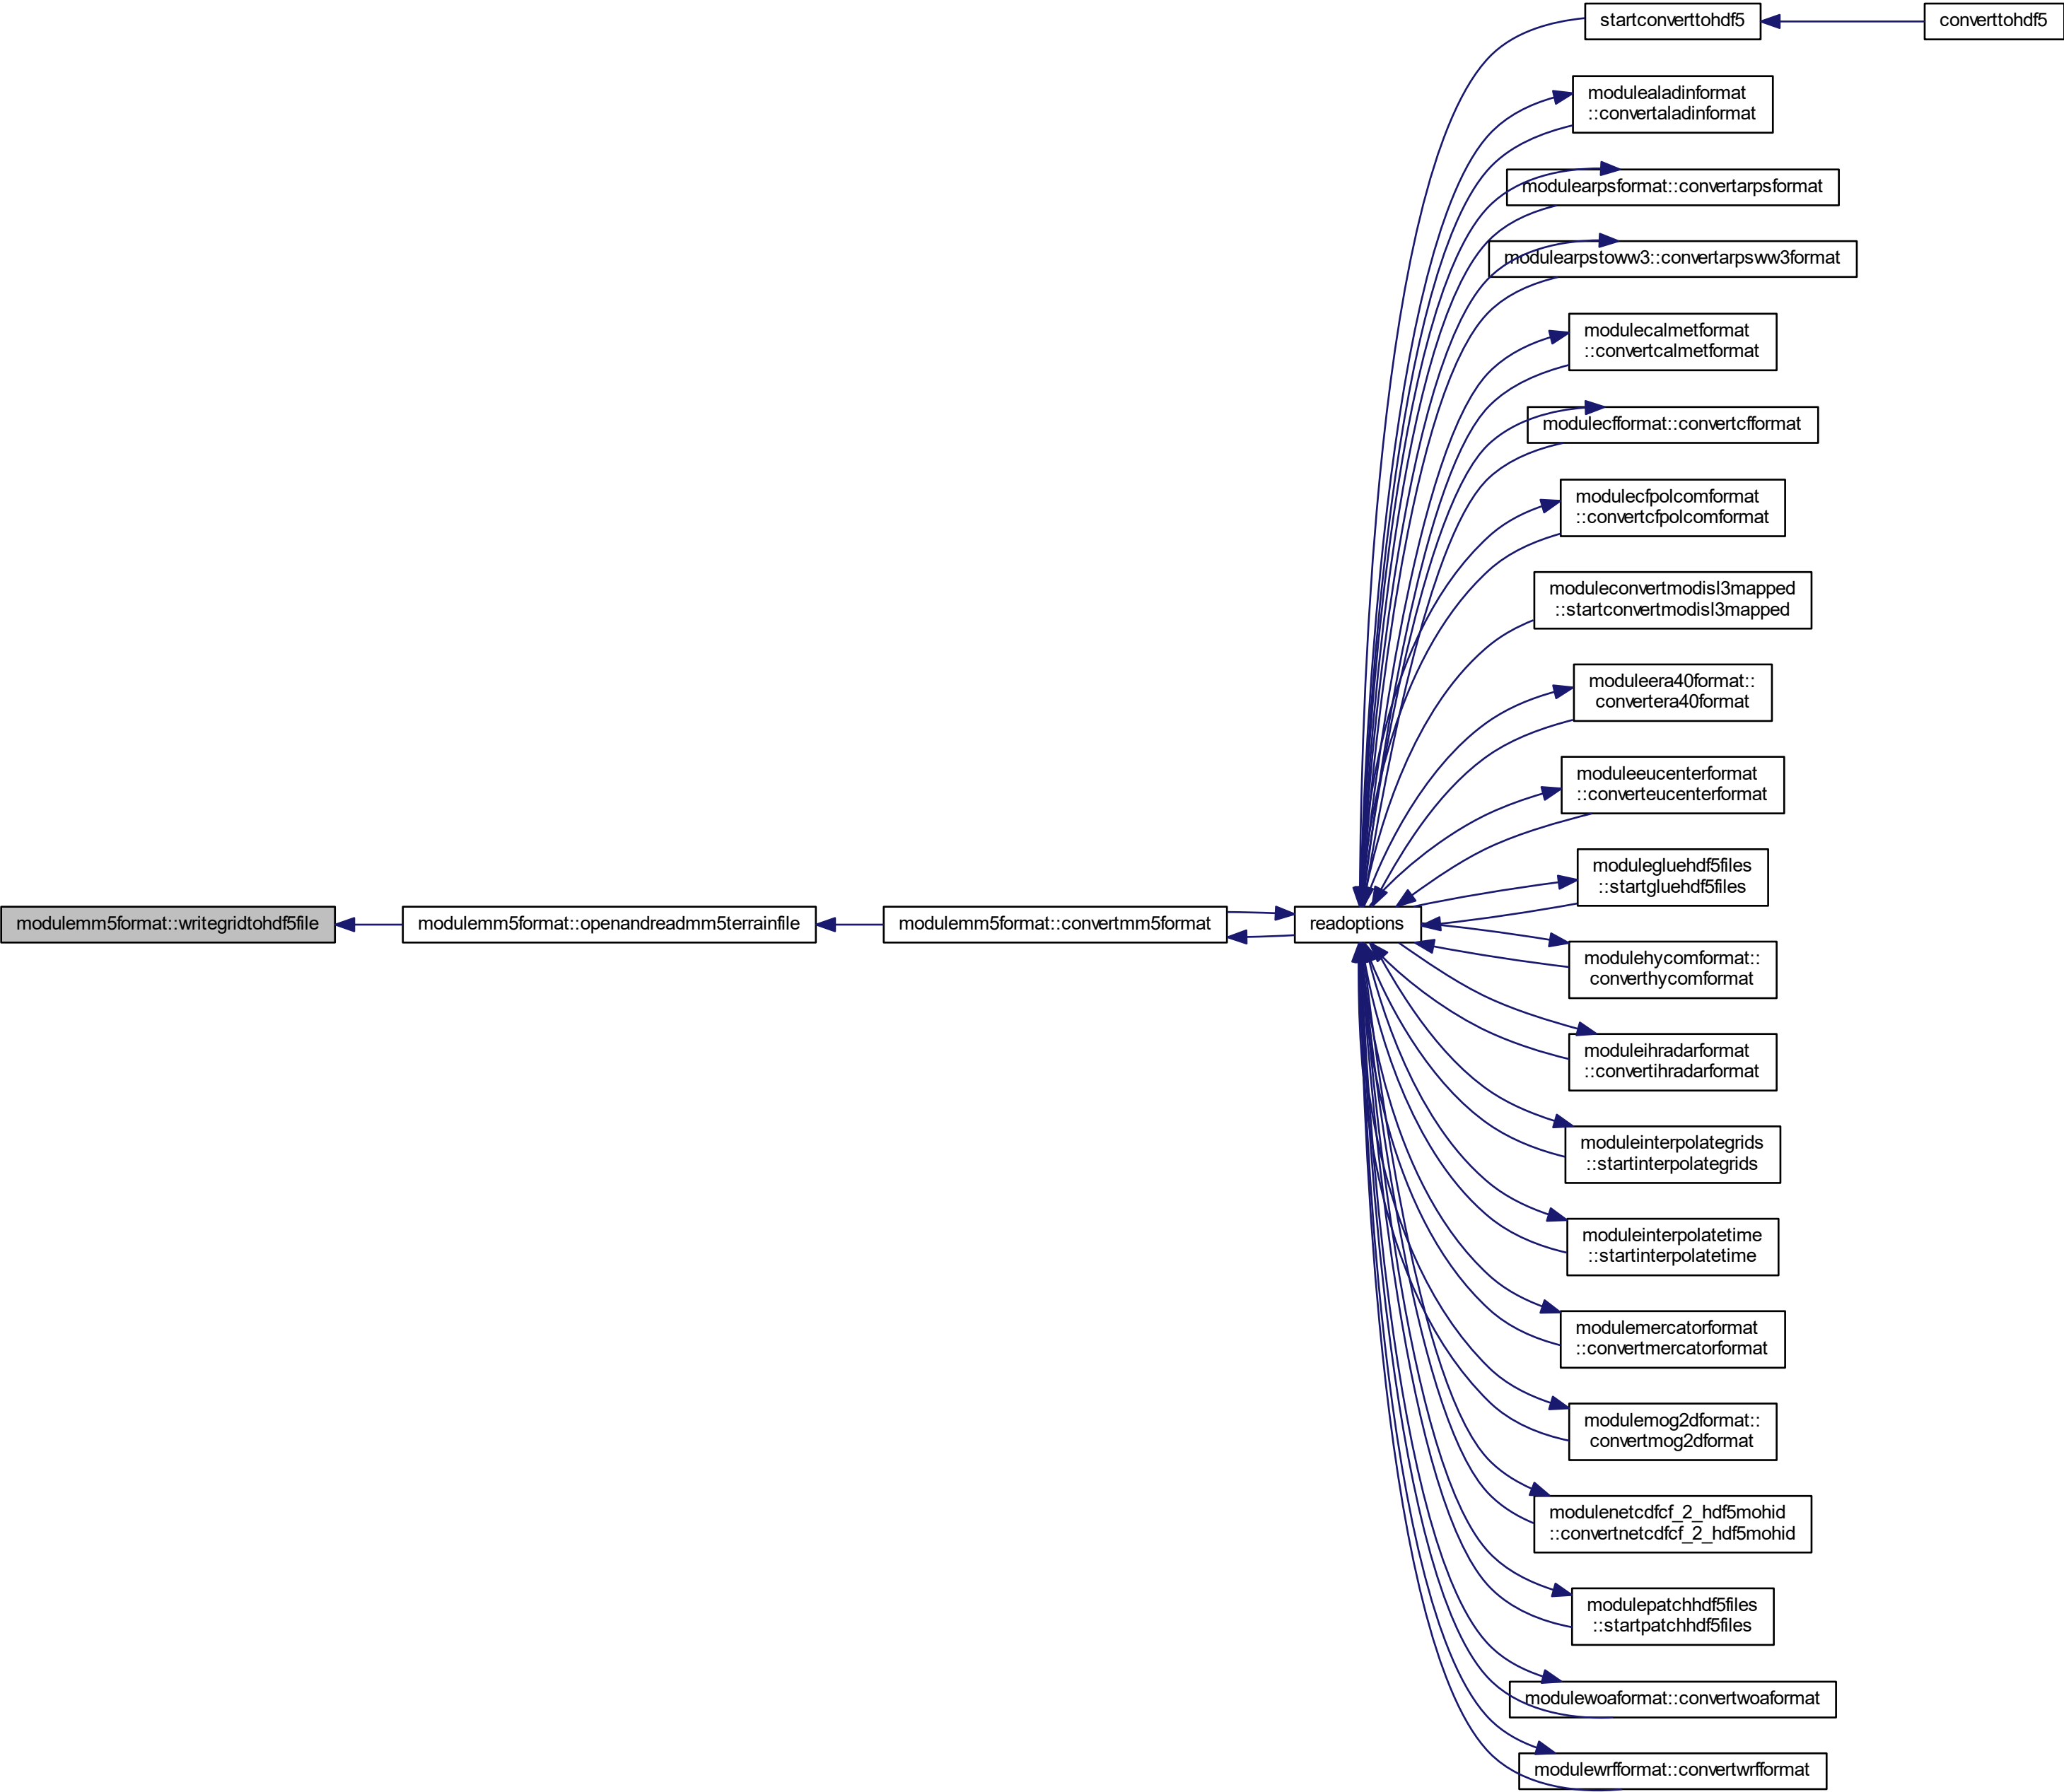 startconverttohdf5
converttohdf5
modulealadinformat
::convertaladinformat
modulearpsformat::convertarpsformat
modulearpstoww3::convertarpsww3format
modulecalmetformat
::convertcalmetformat
modulecfformat::convertcfformat
modulecfpolcomformat
::convertcfpolcomformat
moduleconvertmodisl3mapped
::startconvertmodisl3mapped
moduleera40format::
convertera40format
moduleeucenterformat
::converteucenterformat
modulegluehdf5files
::startgluehdf5files
modulemm5format::writegridtohdf5file
modulemm5format::openandreadmm5terrainfile
modulemm5format::convertmm5format
readoptions
modulehycomformat::
converthycomformat
moduleihradarformat
::convertihradarformat
moduleinterpolategrids
::startinterpolategrids
moduleinterpolatetime
::startinterpolatetime
modulemercatorformat
::convertmercatorformat
modulemog2dformat::
convertmog2dformat
modulenetcdfcf_2_hdf5mohid
::convertnetcdfcf_2_hdf5mohid
modulepatchhdf5files
::startpatchhdf5files
modulewoaformat::convertwoaformat
modulewrfformat::convertwrfformat